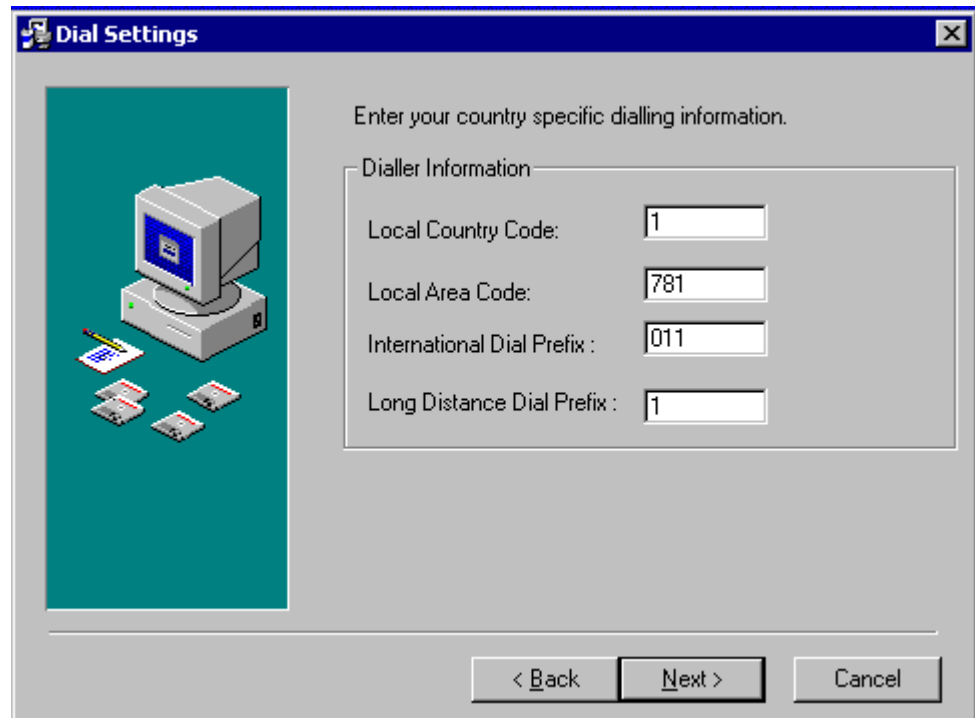 Dial Settings
Enter your country specific dialling information.
Dialler Information
Local Country Code: 1
Local Area Code: 781
International Dial Prefix : 011
Long Distance Dial Prefix : 1
< Back Next > Cancel